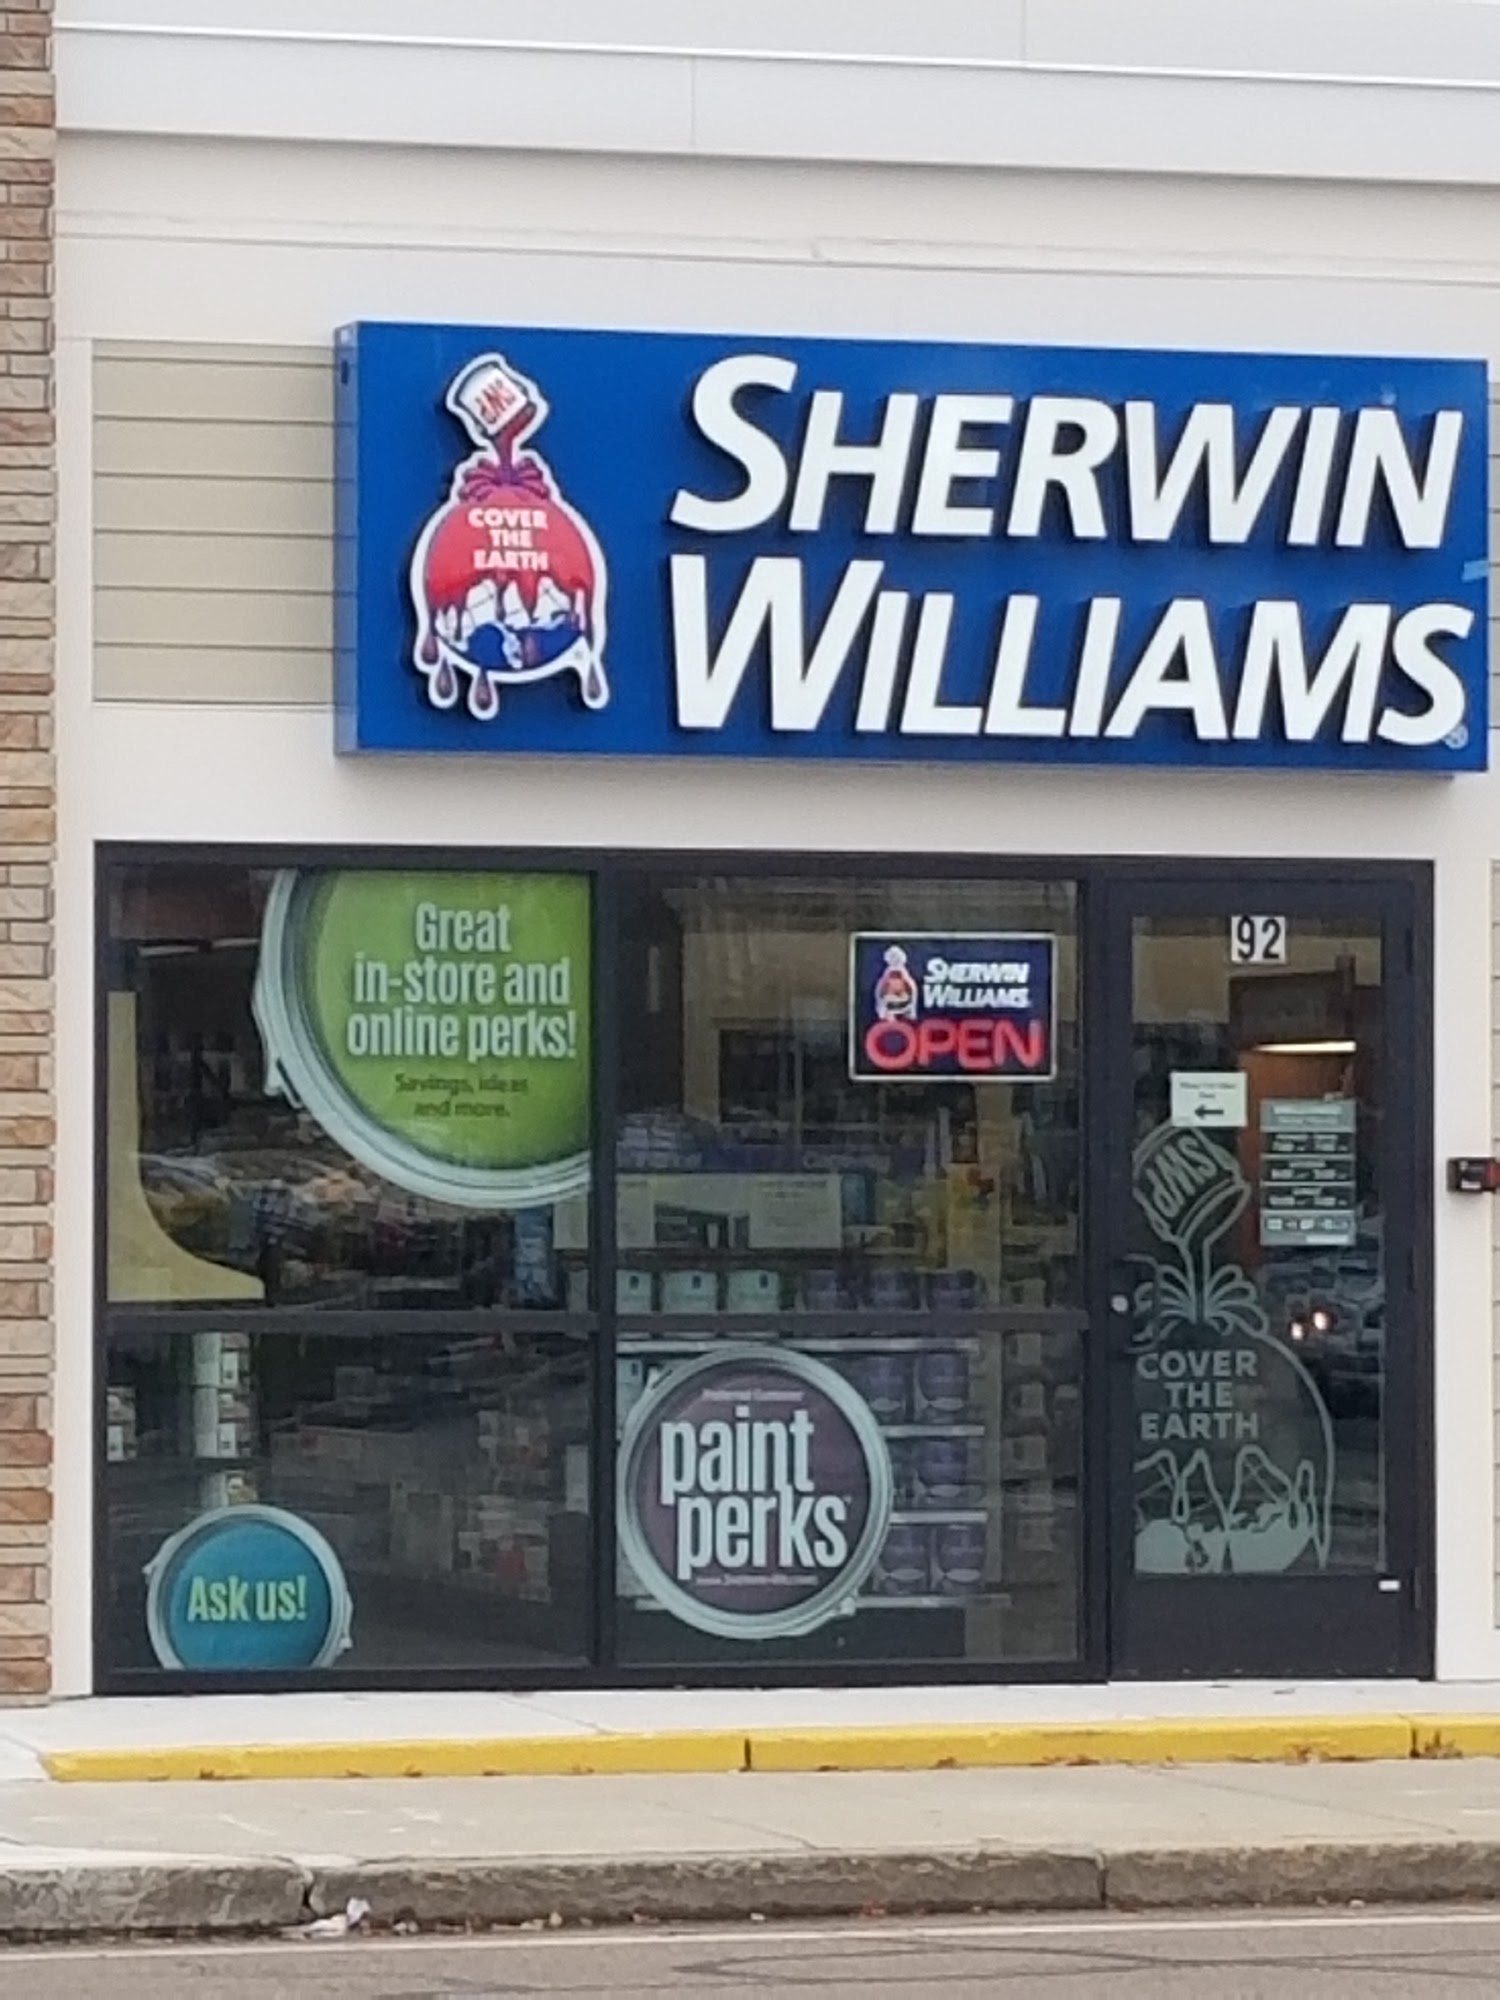 SWP
COVER
THE
EARTH
SHERWIN
WILLIAMS®
Great
in-store and
online perks!
Savings, ideas
and more.
SHERWIN
WILLIAMS
OPEN
92
SWP
COVER
THE
EARTH
paint
perks
Ask us!